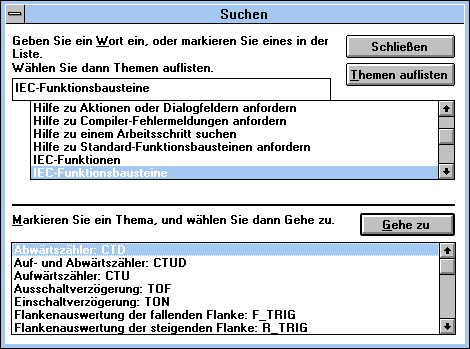 Suchen
Geben Sie ein Wort ein, oder markieren Sie eines in der
Liste.
Wählen Sie dann Themen auflisten.
Schließen
Themen auflisten
IEC-Funktionsbausteine
Hilfe zu Aktionen oder Dialogfeldern anfordern
Hilfe zu Compiler-Fehlermeldungen anfordern
Hilfe zu einem Arbeitsschritt suchen
Hilfe zu Standard-Funktionsbausteinen anfordern
IEC-Funktionen
IEC-Funktionsbausteine
Markieren Sie ein Thema, und wählen Sie dann Gehe zu.
Gehe zu
Abwärtszähler: CTD
Auf- und Abwärtszähler: CTUD
Aufwärtszähler: CTU
Ausschaltverzögerung: TOF
Einschaltverzögerung: TON
Flankenauswertung der fallenden Flanke: F_TRIG
Flankenauswertung der steigenden Flanke: R_TRIG